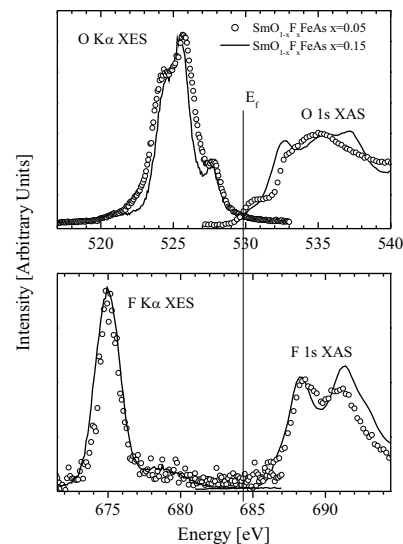 O Kα XES
SmO1-xFxFeAs x=0.05
SmO1-xFxFeAs x=0.15
Ef
O 1s XAS
520 525 530 535 540
Intensity [Arbitrary Units]
F Kα XES
F 1s XAS
675 680 685 690
Energy [eV]